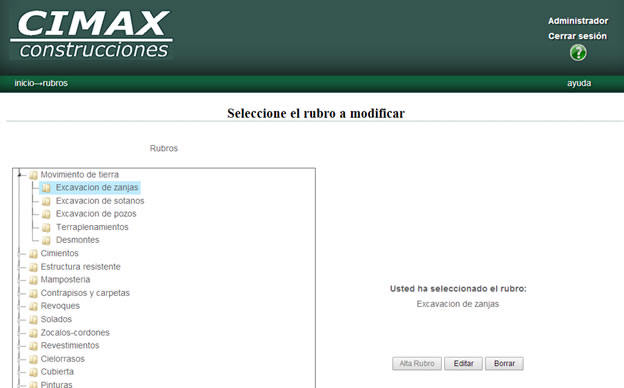 CIMAX
construcciones
Administrador
Cerrar sesión
?
inicio→rubros
ayuda
Seleccione el rubro a modificar
Rubros
Movimiento de tierra
Excavacion de zanjas
Excavacion de sotanos
Excavacion de pozos
Terraplenamientos
Desmontes
Cimientos
Estructura resistente
Mamposteria
Contrapisos y carpetas
Revoques
Solados
Zocalos-cordones
Revestimientos
Cielorrasos
Cubierta
Pinturas
Usted ha seleccionado el rubro:
Excavacion de zanjas
Alta Rubro Editar Borrar